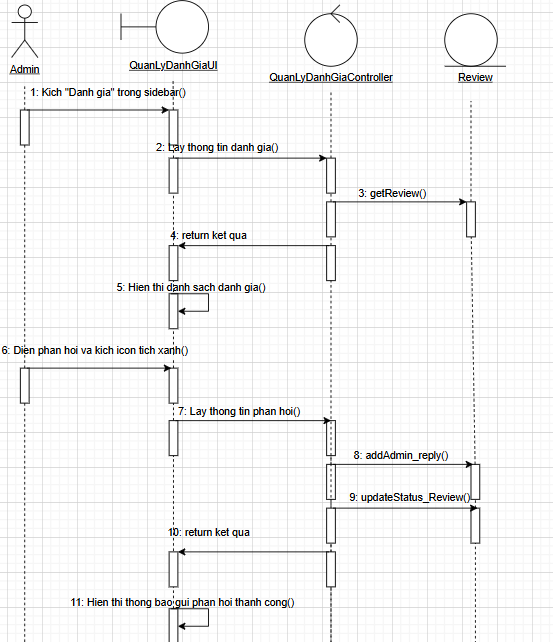 Admin
QuanLyDanhGiaUI
QuanLyDanhGiaController
Review
1: Kich "Danh gia" trong sidebar()
2: Lay thong tin danh gia()
3: getReview()
4: return ket qua
5: Hien thi danh sach danh gia()
6: Dien phan hoi va kich icon tich xanh()
7: Lay thong tin phan hoi()
8: addAdmin_reply()
9: updateStatus_Review()
10: return ket qua
11: Hien thi thong bao gui phan hoi thanh cong()